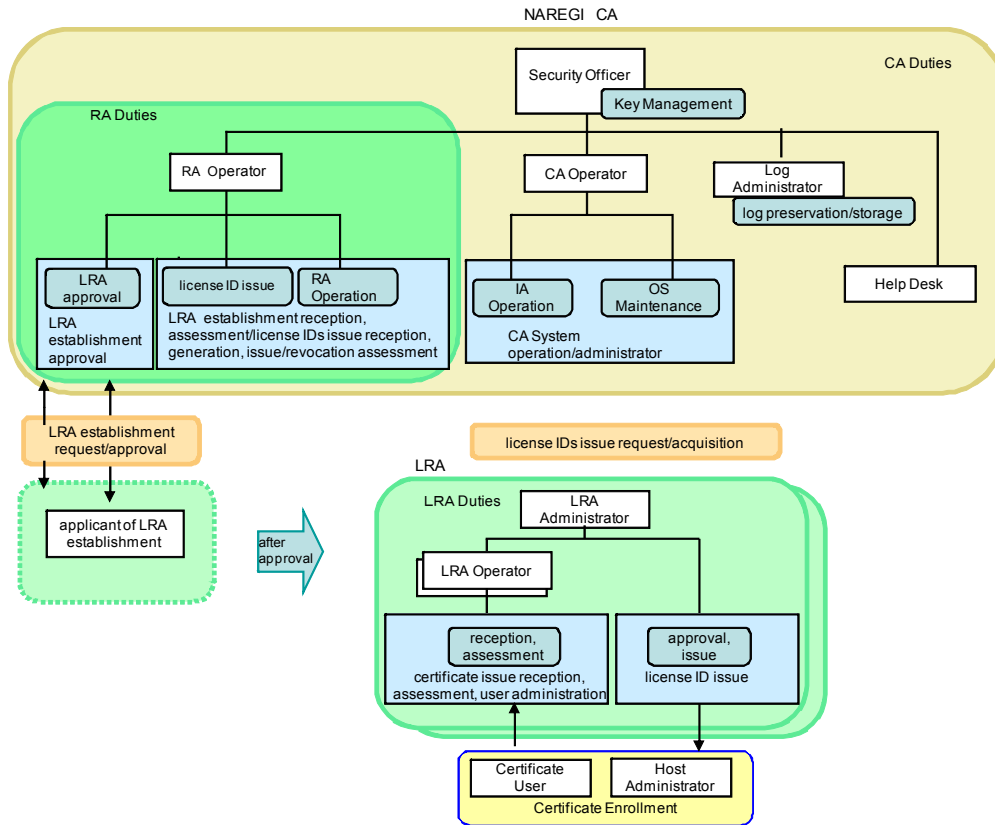 NAREGI CA
CA Duties
Security Officer
Key Management
RA Duties
RA Operator
CA Operator
Log
Administrator
log preservation/storage
LRA
approval
license ID issue
RA
Operation
IA
Operation
OS
Maintenance
Help Desk
LRA
establishment
approval
LRA establishment reception,
assessment/license IDs issue reception,
generation, issue/revocation assessment
CA System
operation/administrator
LRA establishment
request/approval
license IDs issue request/acquisition
LRA
LRA Duties
LRA
Administrator
applicant of LRA
establishment
after
approval
LRA Operator
reception,
assessment
approval,
issue
certificate issue reception,
assessment, user administration
license ID issue
Certificate
User
Host
Administrator
Certificate Enrollment